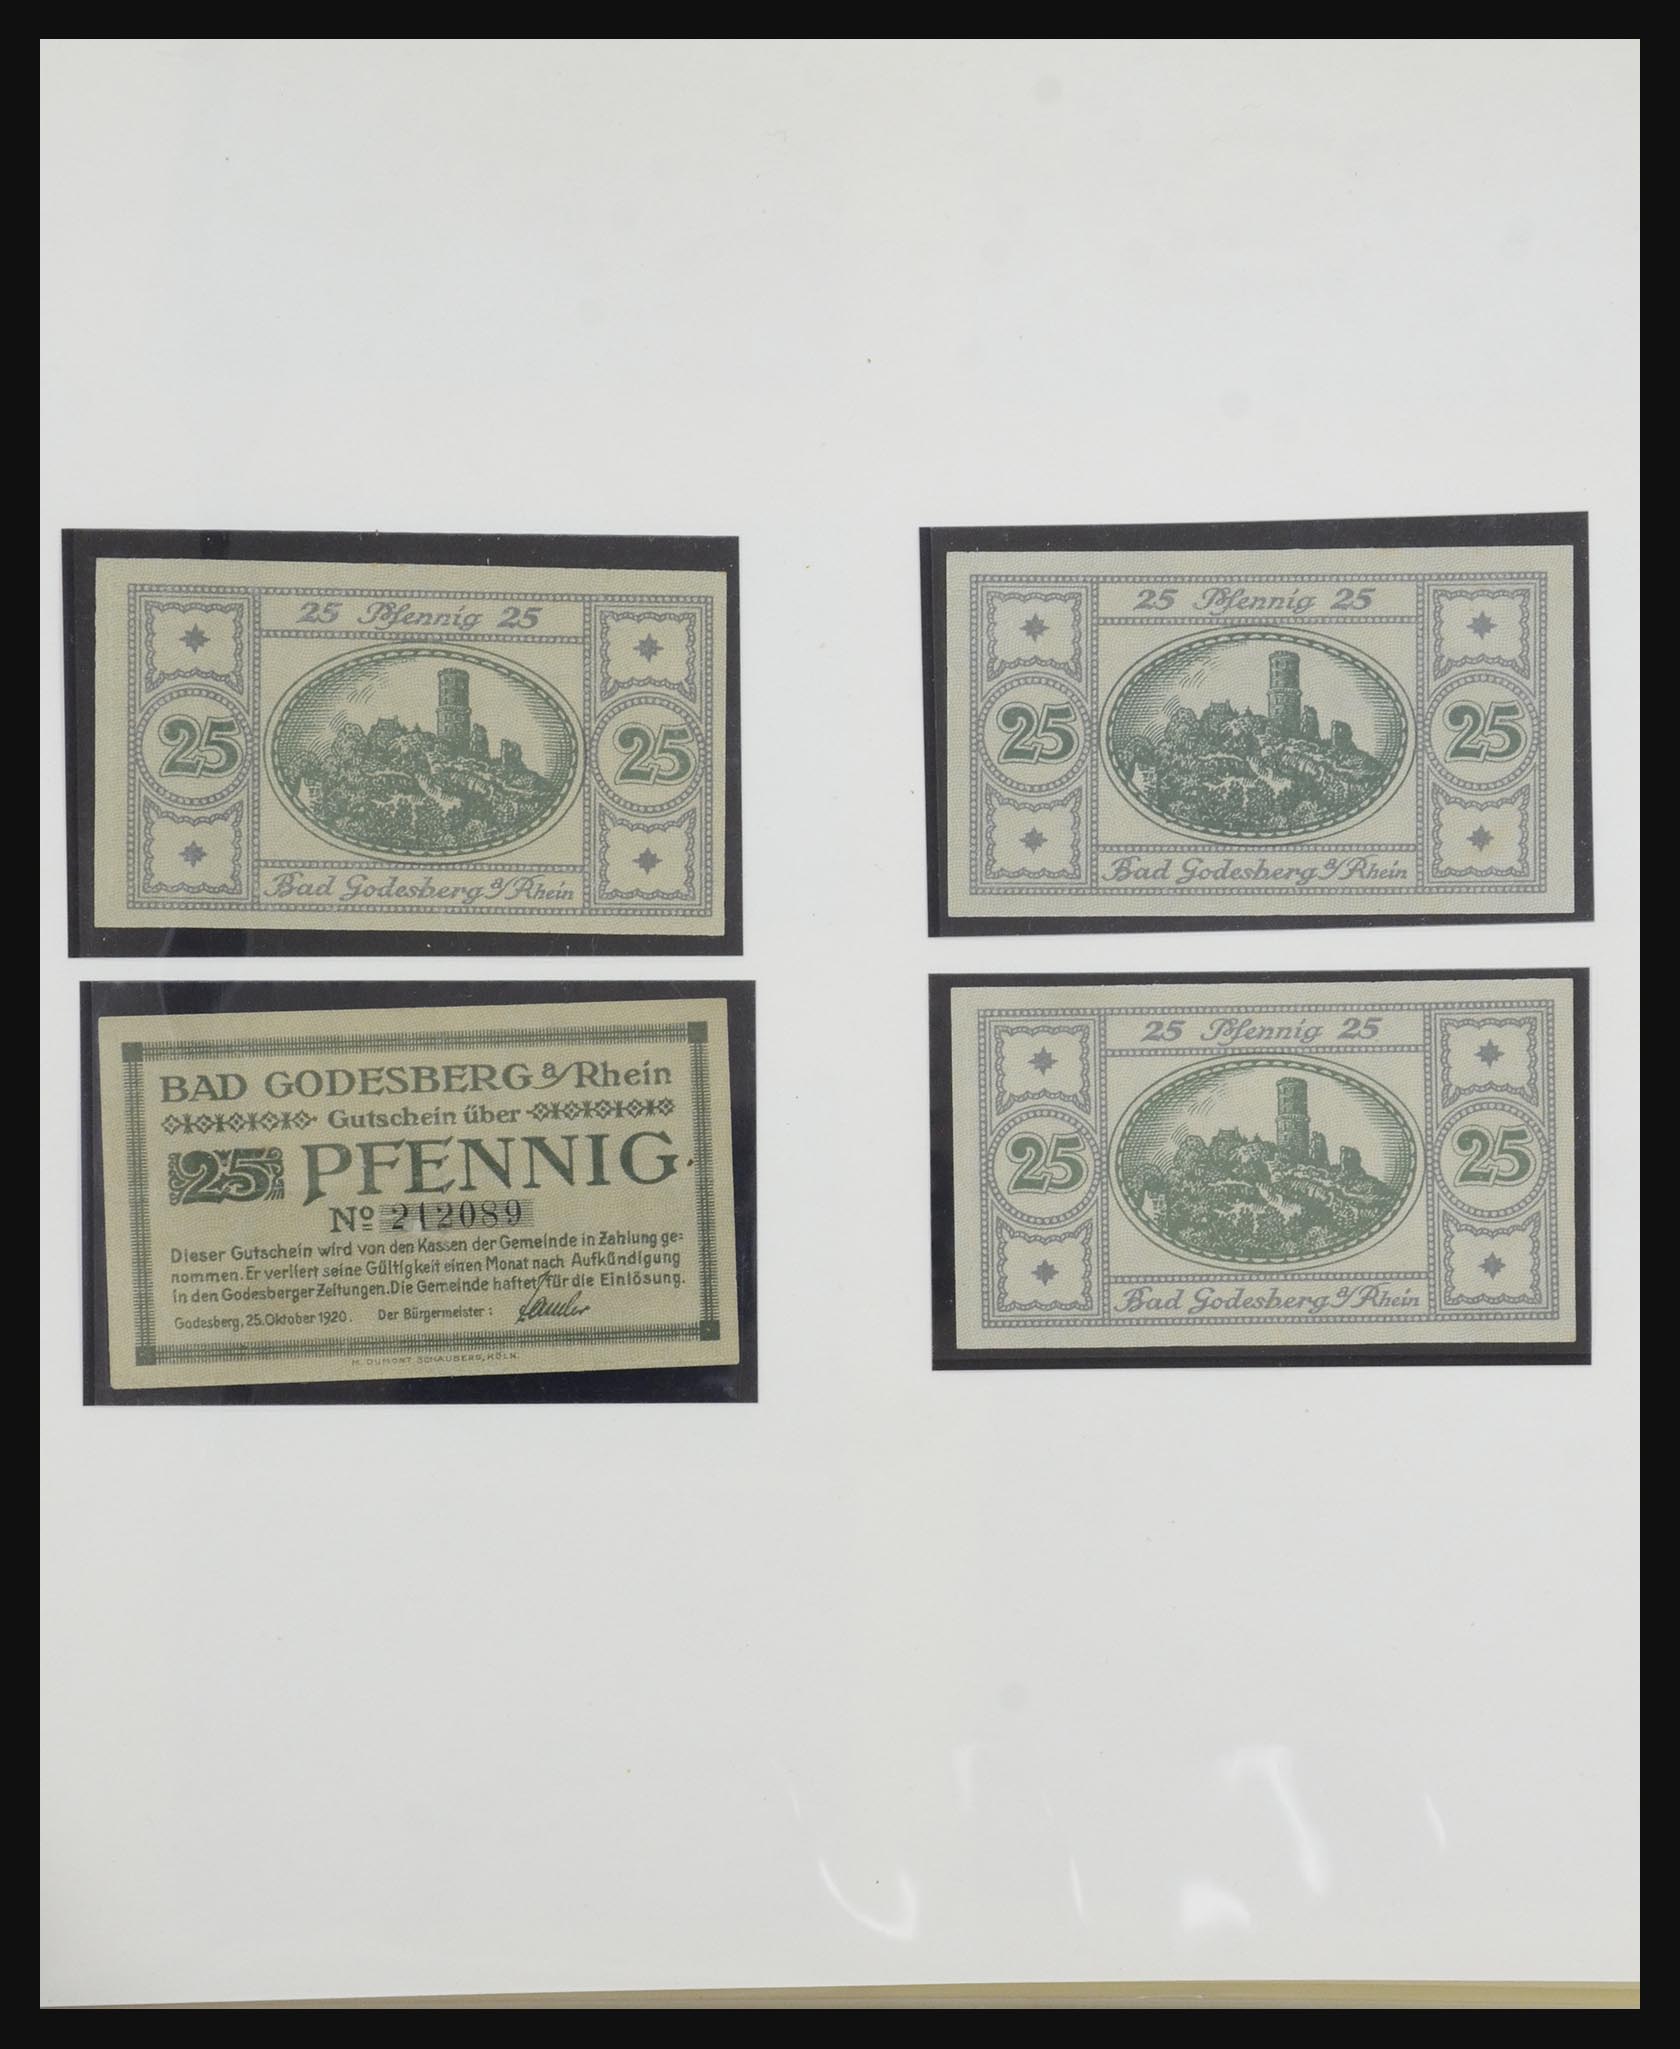 25 Pfennig 25
25 25
Bad Godesberg a/Rhein
25 Pfennig 25
25 25
Bad Godesberg a/Rhein
BAD GODESBERG a/Rhein
Gutschein über
25 PFENNIG
No 212089
Dieser Gutschein wird von den Kassen der Gemeinde in Zahlung ge=
nommen. Er verliert seine Gültigkeit einen Monat nach Aufkündigung
in den Godesberger Zeitungen. Die Gemeinde haftet für die Einlösung.
Godesberg, 25. Oktober 1920. Der Bürgermeister:
M. DUMONT SCHAUBERG, KÖLN.
25 Pfennig 25
25 25
Bad Godesberg a/Rhein